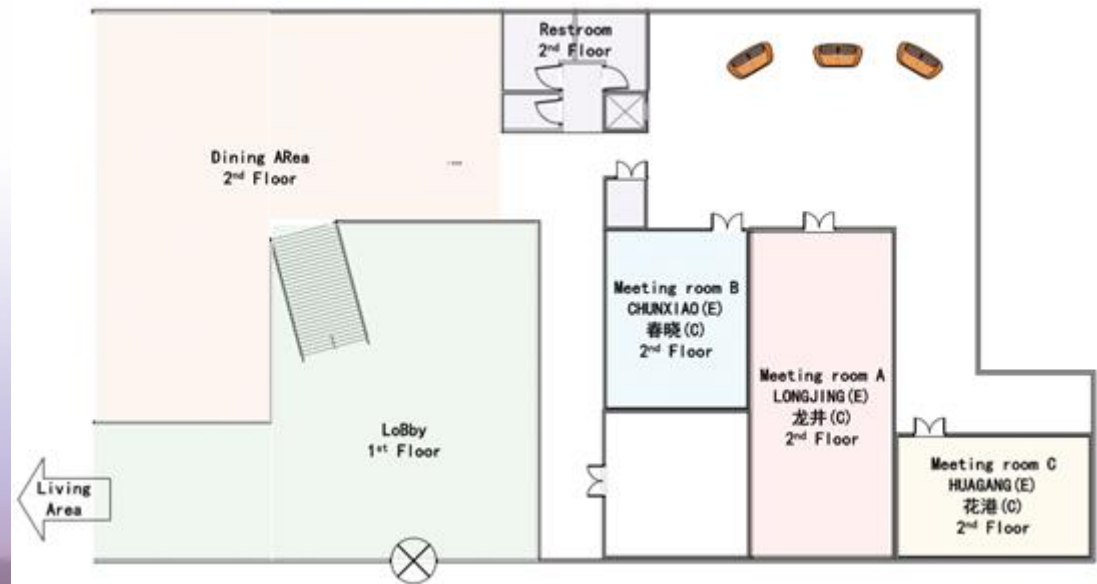 Restroom
2nd Floor
Dining ARea
2nd Floor
Meeting room B
CHUNXIAO(E)
春晓(C)
2nd Floor
Meeting room A
LONGJING(E)
龙井(C)
2nd Floor
LoBby
1st Floor
Meeting room C
HUAGANG(E)
花港(C)
2nd Floor
Living
Area